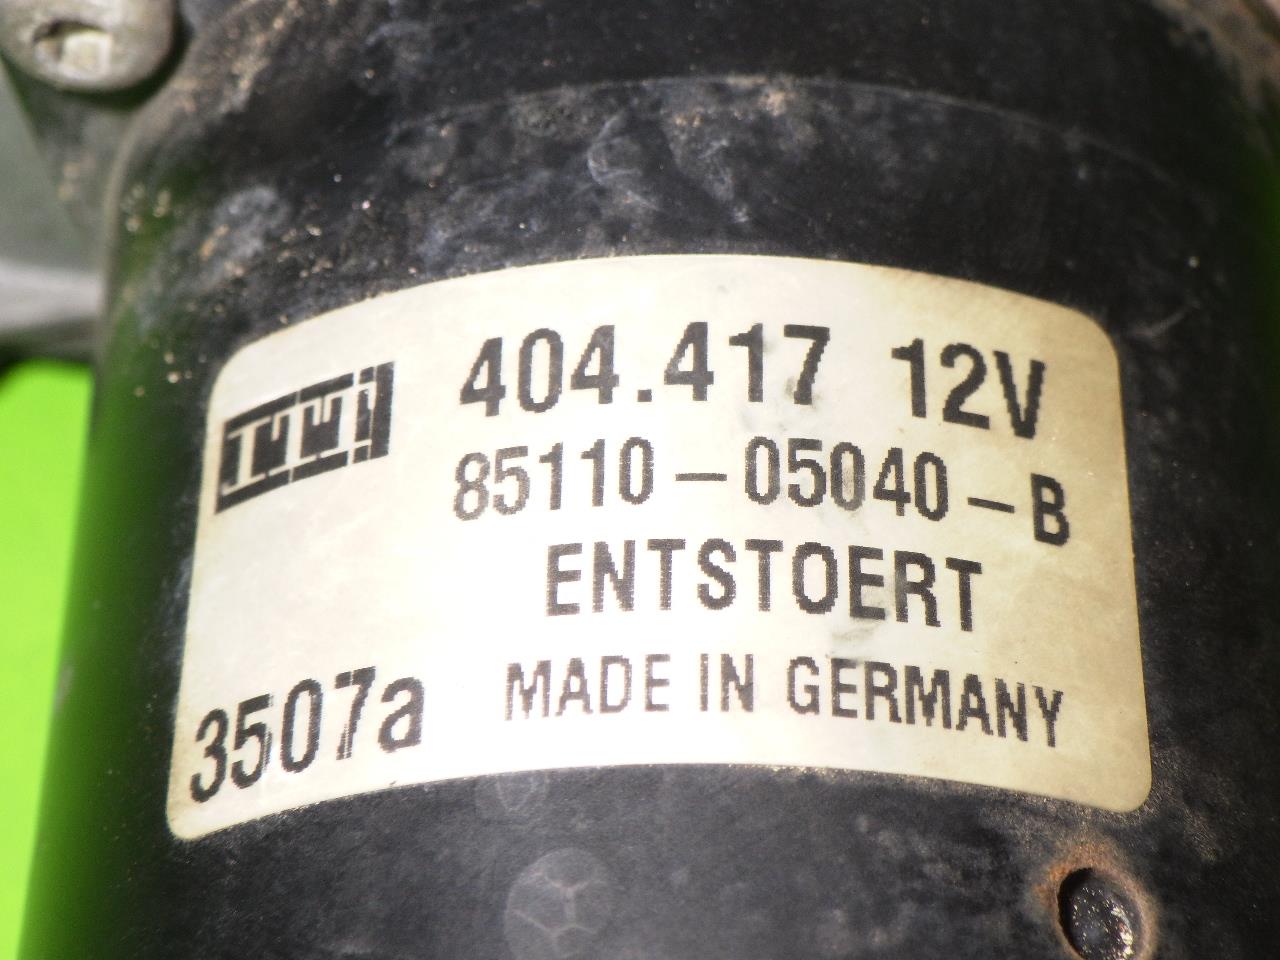 404.417 12V
85110-05040-B
ENTSTOERT
MADE IN GERMANY
3507a